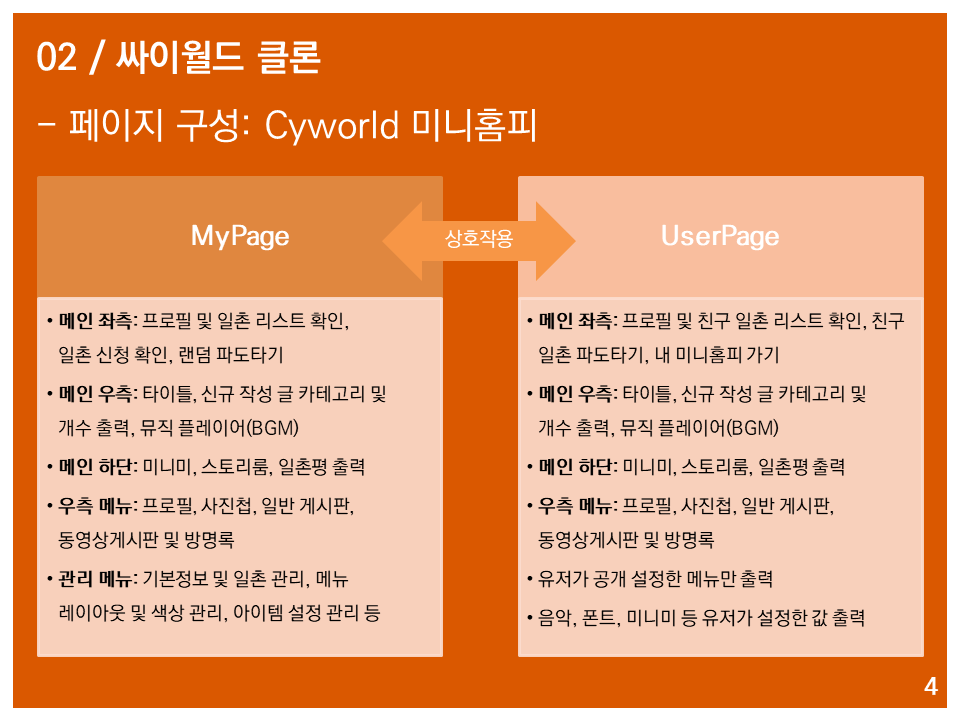 02 / 싸이월드 클론
- 페이지 구성: Cyworld 미니홈피
MyPage
상호작용
UserPage
• 메인 좌측: 프로필 및 일촌 리스트 확인,
일촌 신청 확인, 랜덤 파도타기
• 메인 우측: 타이틀, 신규 작성 글 카테고리 및
개수 출력, 뮤직 플레이어(BGM)
• 메인 하단: 미니미, 스토리룸, 일촌평 출력
• 우측 메뉴: 프로필, 사진첩, 일반 게시판,
동영상게시판 및 방명록
• 관리 메뉴: 기본정보 및 일촌 관리, 메뉴
레이아웃 및 색상 관리, 아이템 설정 관리 등
• 메인 좌측: 프로필 및 친구 일촌 리스트 확인, 친구
일촌 파도타기, 내 미니홈피 가기
• 메인 우측: 타이틀, 신규 작성 글 카테고리 및
개수 출력, 뮤직 플레이어(BGM)
• 메인 하단: 미니미, 스토리룸, 일촌평 출력
• 우측 메뉴: 프로필, 사진첩, 일반 게시판,
동영상게시판 및 방명록
• 유저가 공개 설정한 메뉴만 출력
• 음악, 폰트, 미니미 등 유저가 설정한 값 출력
4